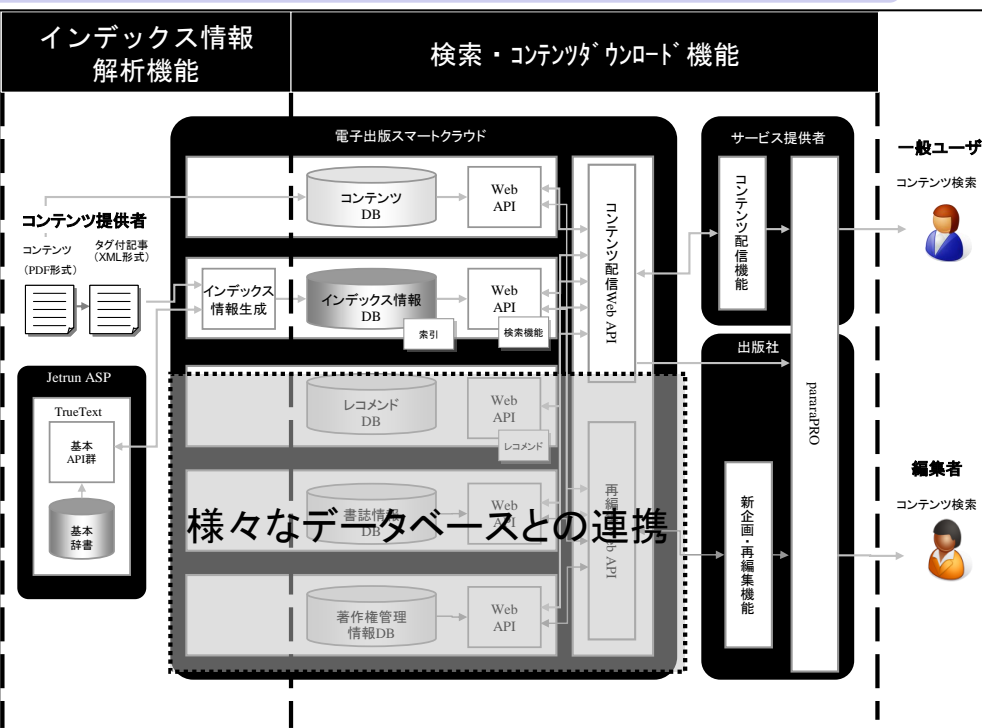 インデックス情報
解析機能
検索・ｺﾝﾃﾝﾂﾀﾞｳﾝﾛｰﾄﾞ機能
電子出版スマートクラウド
サービス提供者
一般ユーザ
コンテンツ検索
コンテンツ
DB
Web
API
コンテンツ配信Web API
コンテンツ配信機能
コンテンツ提供者
コンテンツ
(PDF形式)
タグ付記事
(XML形式)
インデックス
情報生成
インデックス情報
DB
索引
Web
API
検索機能
出版社
pararaPRO
Jetrun ASP
TrueText
基本
API群
基本
辞書
レコメンド
DB
Web
API
レコメンド
書誌情報
DB
Web
API
様々なデータベースとの連携
新企画・再編集機能
編集者
コンテンツ検索
著作権管理
情報DB
Web
API